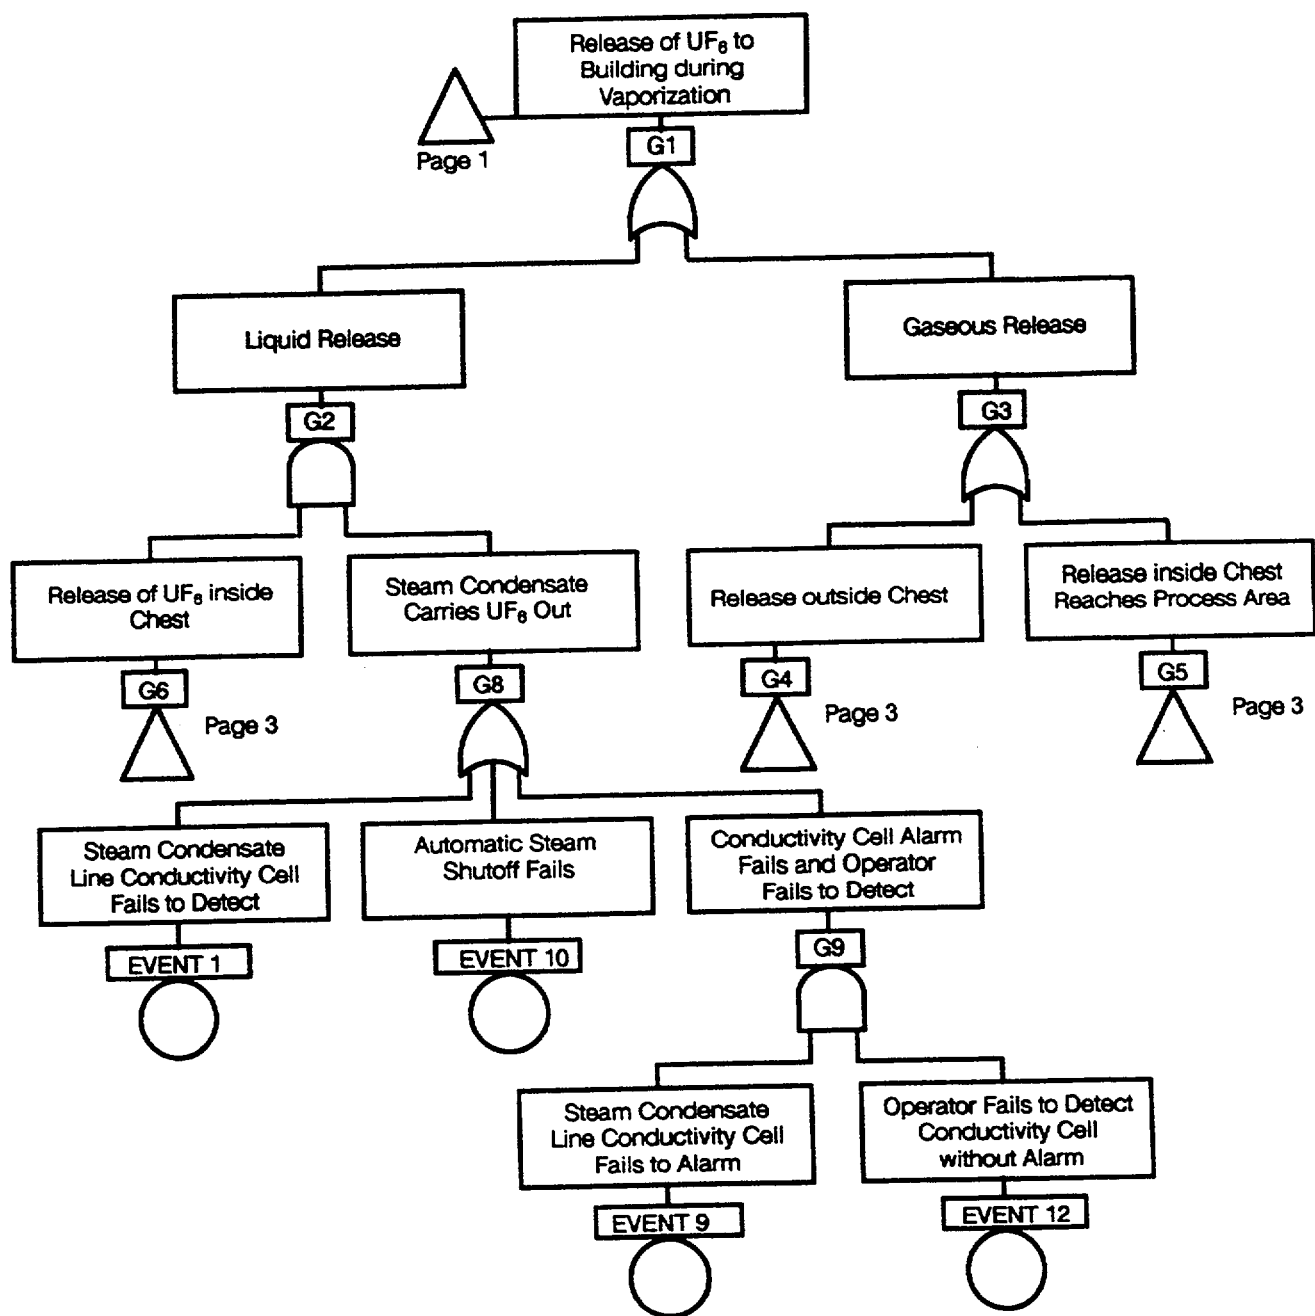 Release of UF₆ to
Building during
Vaporization
Page 1
G1
Liquid Release
Gaseous Release
G2
G3
Release of UF₆ inside
Chest
Steam Condensate
Carries UF₆ Out
Release outside Chest
Release inside Chest
Reaches Process Area
G6
Page 3
G8
G4
Page 3
G5
Page 3
Steam Condensate
Line Conductivity Cell
Fails to Detect
Automatic Steam
Shutoff Fails
Conductivity Cell Alarm
Fails and Operator
Fails to Detect
EVENT 1
EVENT 10
G9
Steam Condensate
Line Conductivity Cell
Fails to Alarm
Operator Fails to Detect
Conductivity Cell
without Alarm
EVENT 9
EVENT 12